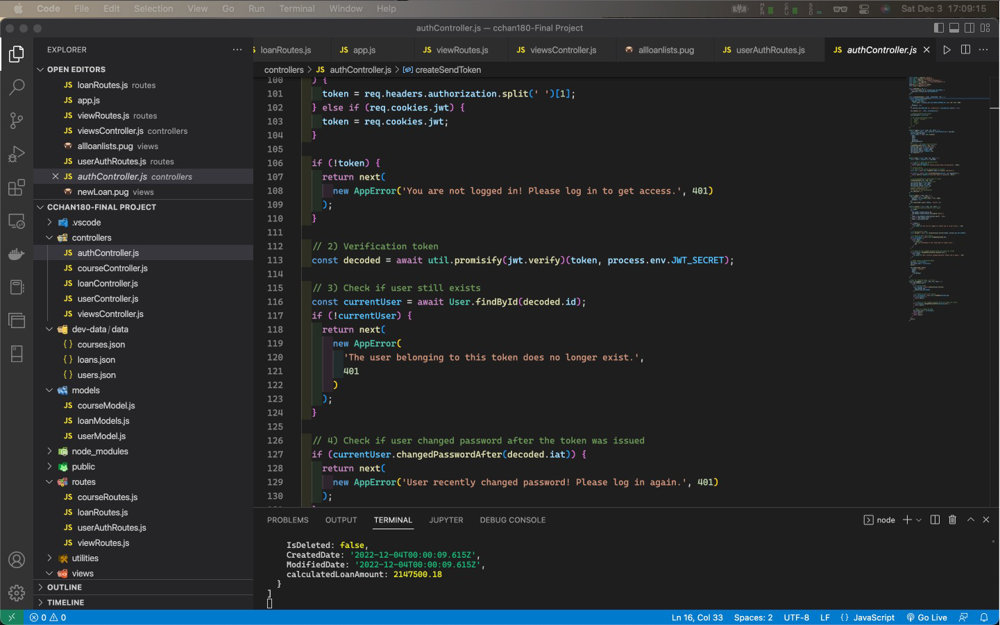 Code File Edit Selection View Go Run Terminal Window Help
Sat Dec 3 17:09:15
authController.js — cchan180-Final Project
EXPLORER
OPEN EDITORS
JS loanRoutes.js routes
JS app.js
JS viewRoutes.js routes
JS viewsController.js controllers
allloanlists.pug views
JS userAuthRoutes.js routes
JS authController.js controllers
newLoan.pug views
CCHAN180-FINAL PROJECT
.vscode
controllers
JS authController.js
JS courseController.js
JS loanController.js
JS userController.js
JS viewsController.js
dev-data / data
{} courses.json
{} loans.json
{} users.json
models
JS courseModel.js
JS loanModels.js
JS userModel.js
node_modules
public
routes
JS courseRoutes.js
JS loanRoutes.js
JS userAuthRoutes.js
JS viewRoutes.js
utilities
views
OUTLINE
TIMELINE
loanRoutes.js JS app.js JS viewRoutes.js JS viewsController.js allloanlists.pug JS userAuthRoutes.js JS authController.js
controllers > JS authController.js > createSendToken
100 ) {
101 token = req.headers.authorization.split(' ')[1];
102 } else if (req.cookies.jwt) {
103 token = req.cookies.jwt;
104 }
105
106 if (!token) {
107 return next(
108 new AppError('You are not logged in! Please log in to get access.', 401)
109 );
110 }
111
112 // 2) Verification token
113 const decoded = await util.promisify(jwt.verify)(token, process.env.JWT_SECRET);
114
115 // 3) Check if user still exists
116 const currentUser = await User.findById(decoded.id);
117 if (!currentUser) {
118 return next(
119 new AppError(
120 'The user belonging to this token does no longer exist.',
121 401
122 )
123 );
124 }
125
126 // 4) Check if user changed password after the token was issued
127 if (currentUser.changedPasswordAfter(decoded.iat)) {
128 return next(
129 new AppError('User recently changed password! Please log in again.', 401)
130 );
PROBLEMS OUTPUT TERMINAL JUPYTER DEBUG CONSOLE
node
IsDeleted: false,
CreatedDate: '2022-12-04T00:00:09.615Z',
ModifiedDate: '2022-12-04T00:00:09.615Z',
calculatedLoanAmount: 2147500.18
}
]
0 0
Ln 16, Col 33 Spaces: 2 UTF-8 LF {} JavaScript Go Live